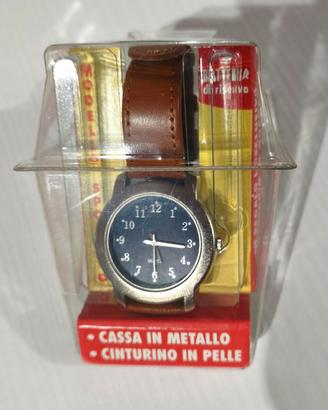 BATTERIA
di riserva
12
11 1
10 2
9 3
8 4
7 5
6
• CASSA IN METALLO
• CINTURINO IN PELLE